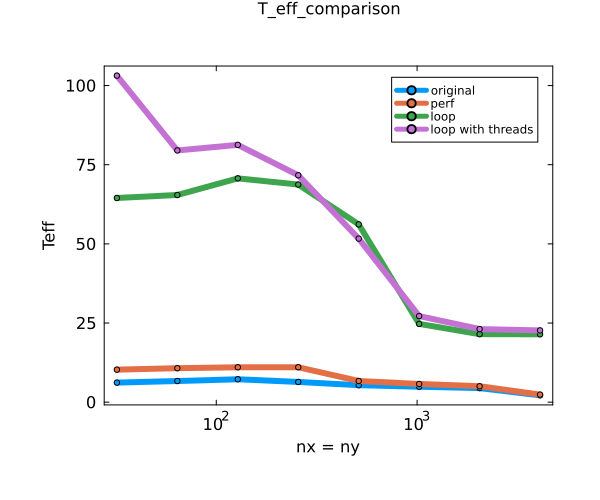 T_eff_comparison
100
75
50
25
0
Teff
original
perf
loop
loop with threads
10²
10³
nx = ny